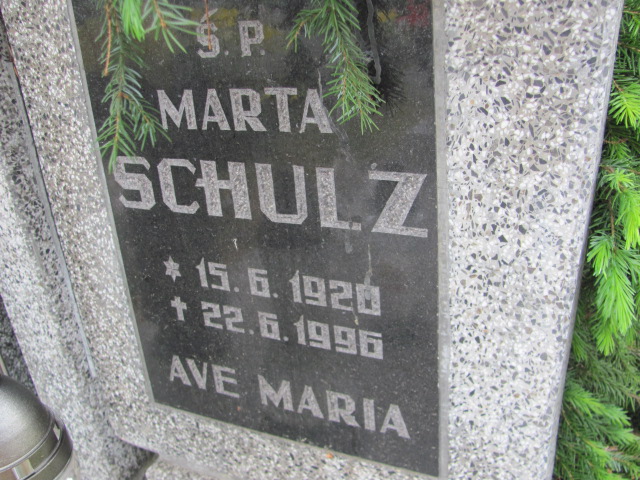 Ś. P.
MARTA
SCHULZ
* 15. 6. 1920
† 22. 6. 1996
AVE MARIA